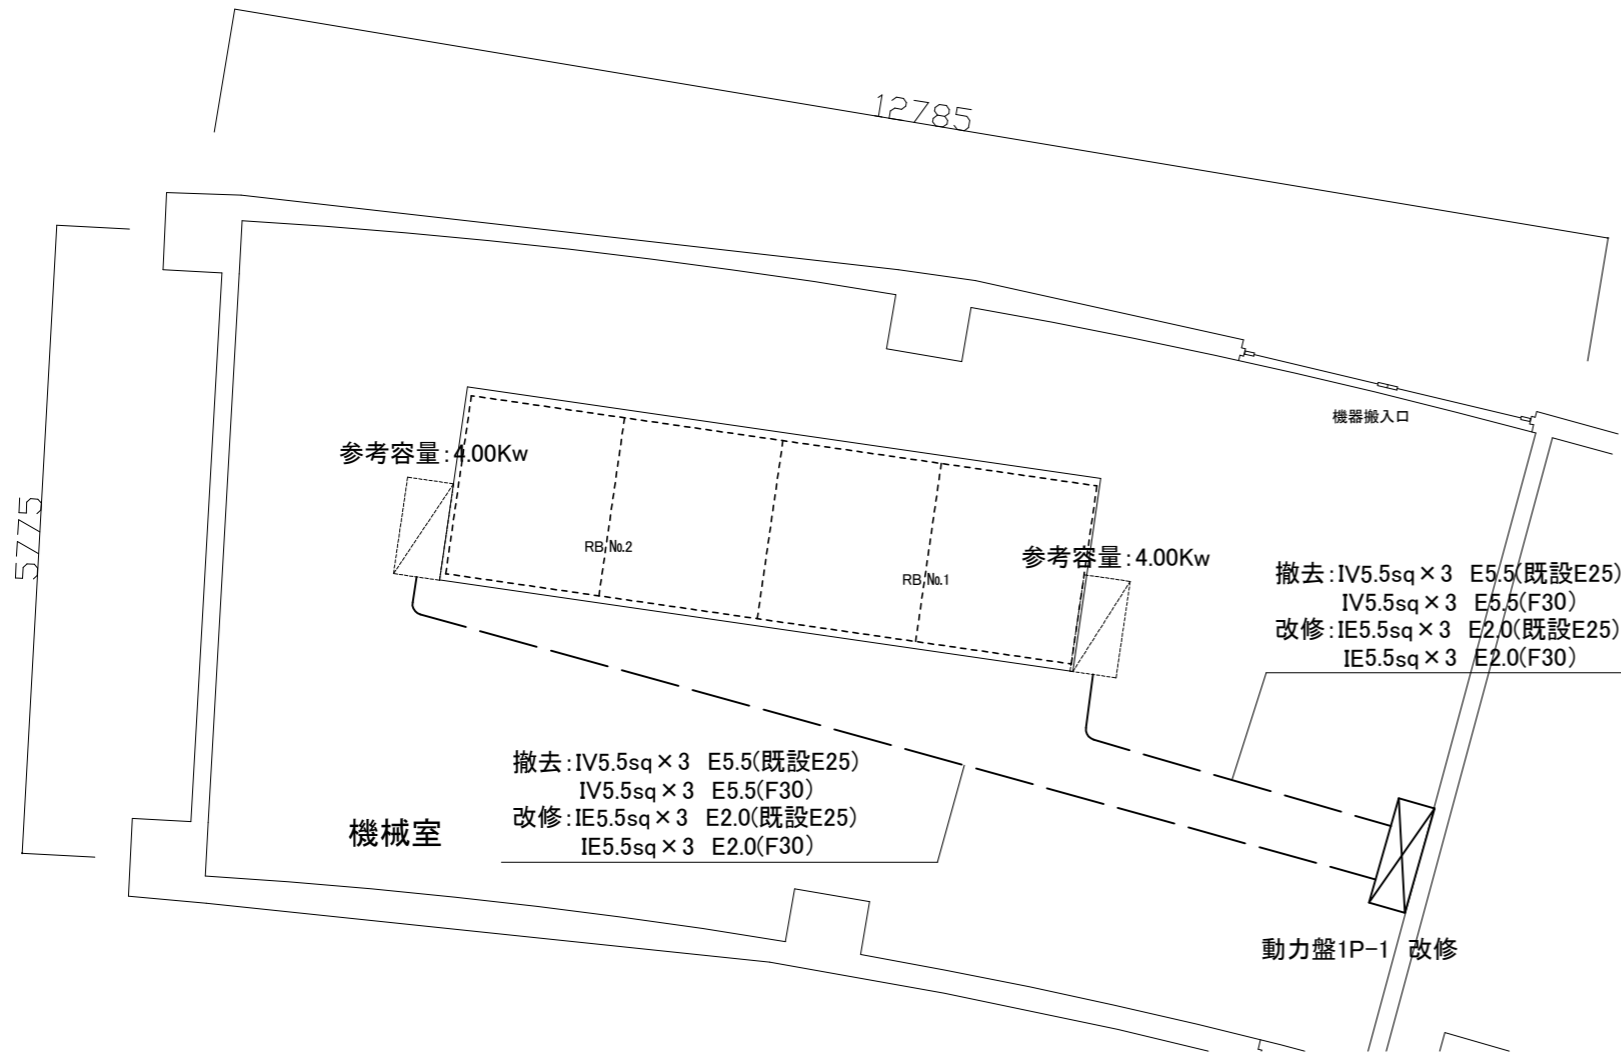 12785
機器搬入口
参考容量:4.00Kw
5775
RB,No.2
参考容量:4.00Kw
RB,No.1
撤去:IV5.5sq×3 E5.5(既設E25)
IV5.5sq×3 E5.5(F30)
改修:IE5.5sq×3 E2.0(既設E25)
IE5.5sq×3 E2.0(F30)
撤去:IV5.5sq×3 E5.5(既設E25)
IV5.5sq×3 E5.5(F30)
改修:IE5.5sq×3 E2.0(既設E25)
IE5.5sq×3 E2.0(F30)
機械室
動力盤1P-1 改修